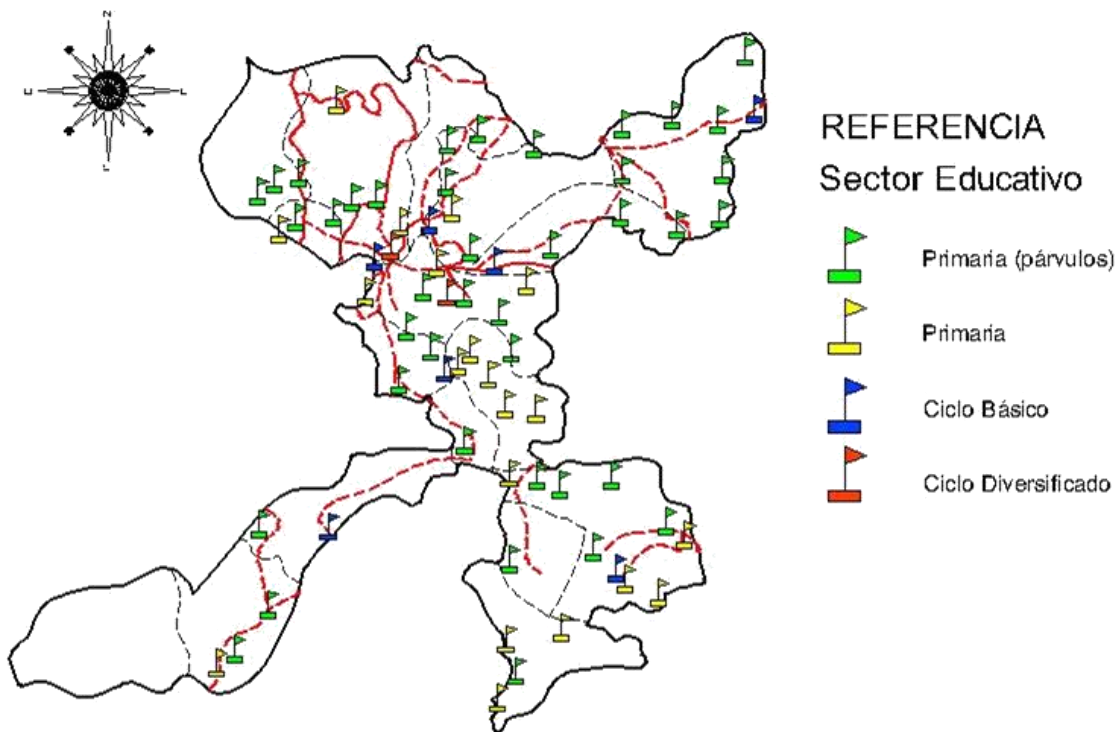 N
REFERENCIA
Sector Educativo
Primaria (párvulos)
Primaria
Ciclo Básico
Ciclo Diversificado